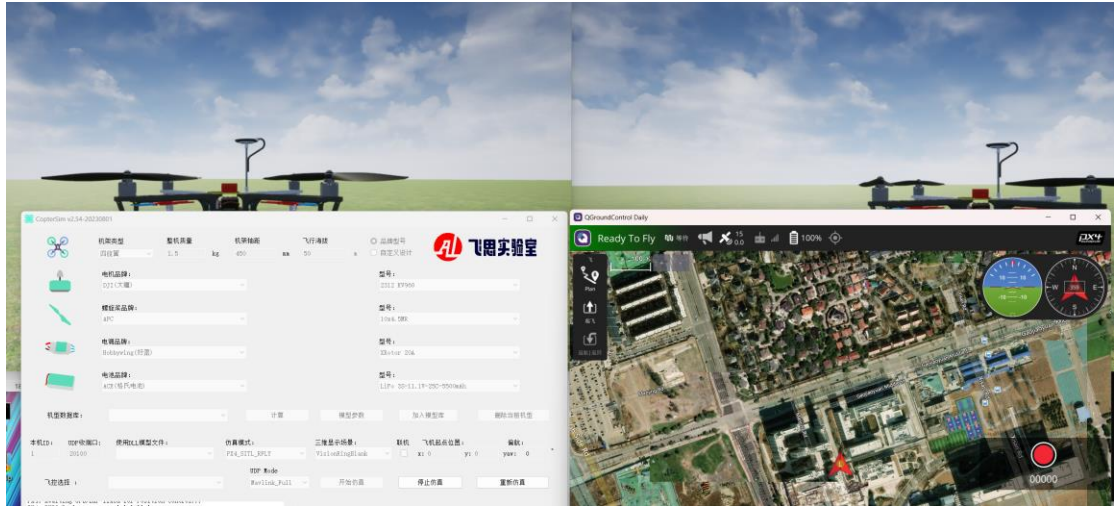 CopterSim v2.54-20230801
机架类型
整机质量
机架轴距
飞行海拔
品牌型号
四旋翼
1.5 kg
450 mm
50
自定义设计
飞思实验室
电机品牌:
型号:
DJI(大疆)
2312 KV960
螺旋桨品牌:
型号:
APC
10x4.5MR
电调品牌:
型号:
Hobbywing(好盈)
XRotor 20A
电池品牌:
型号:
ACE(格氏电池)
机型数据库:
计算
模型参数
加入模型库
删除当前机型
本机ID:
UDP收端口:
使用DLL模型文件:
仿真模式:
三维显示场景:
联机
飞机起点位置:
偏航:
1
20100
PX4_SITL_RFLY
VisionRingBlank
x: 0
y: 0
yaw: 0
UDP Mode
飞控选择 :
Mavlink_Full
开始仿真
停止仿真
重新仿真
QGroundControl Daily
Ready To Fly
等待
15
0.0
100%
PX4
Plan
起飞
N
W
E
S
00000